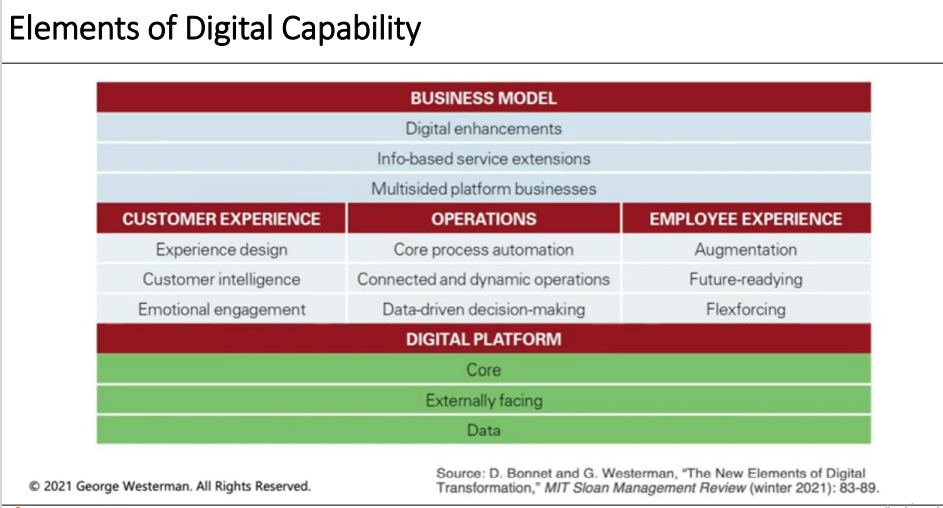 Elements of Digital Capability
BUSINESS MODEL
Digital enhancements
Info-based service extensions
Multisided platform businesses
CUSTOMER EXPERIENCE
Experience design
Customer intelligence
Emotional engagement
OPERATIONS
Core process automation
Connected and dynamic operations
Data-driven decision-making
EMPLOYEE EXPERIENCE
Augmentation
Future-readying
Flexforcing
DIGITAL PLATFORM
Core
Externally facing
Data
© 2021 George Westerman. All Rights Reserved.
Source: D. Bonnet and G. Westerman, “The New Elements of Digital
Transformation,” MIT Sloan Management Review (winter 2021): 83-89.